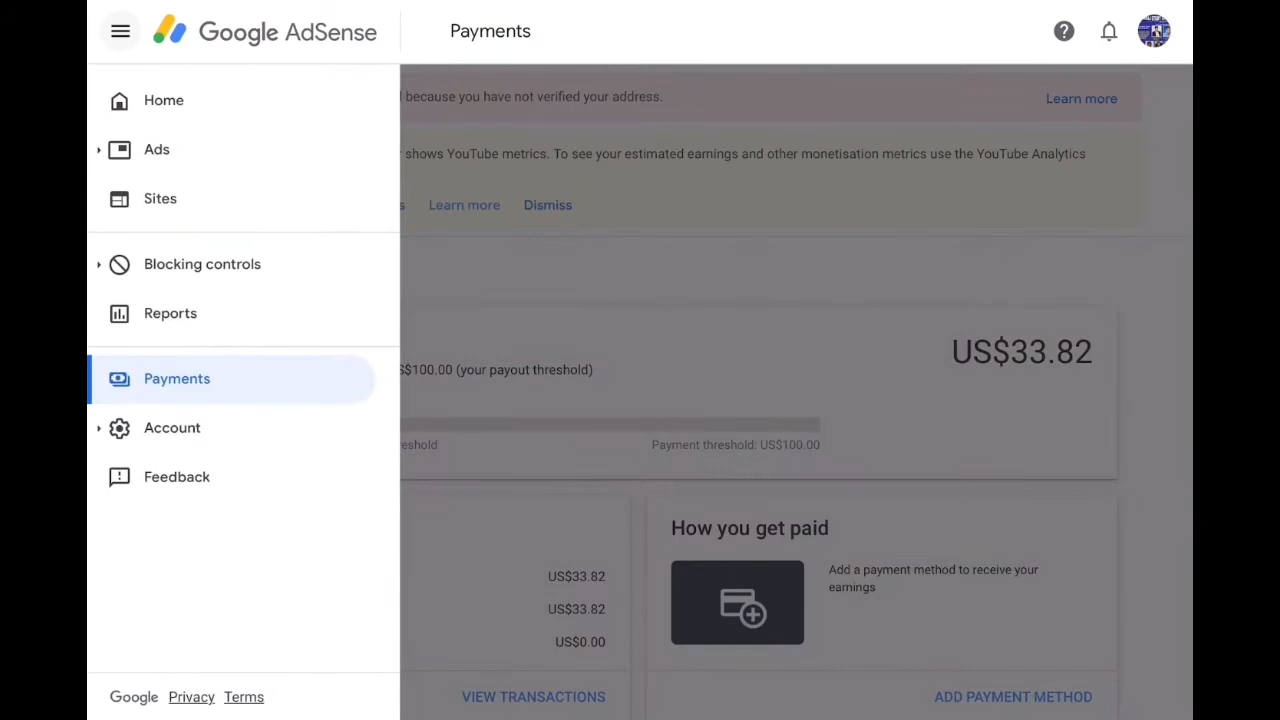 Google AdSense
Payments
Home
Ads
Sites
Blocking controls
Reports
Payments
Account
Feedback
Google Privacy Terms
because you have not verified your address.
Learn more
shows YouTube metrics. To see your estimated earnings and other monetisation metrics use the YouTube Analytics
Learn more Dismiss
US$33.82
S$100.00 (your payout threshold)
eshold
Payment threshold: US$100.00
US$33.82
US$33.82
US$0.00
VIEW TRANSACTIONS
How you get paid
Add a payment method to receive your
earnings
ADD PAYMENT METHOD